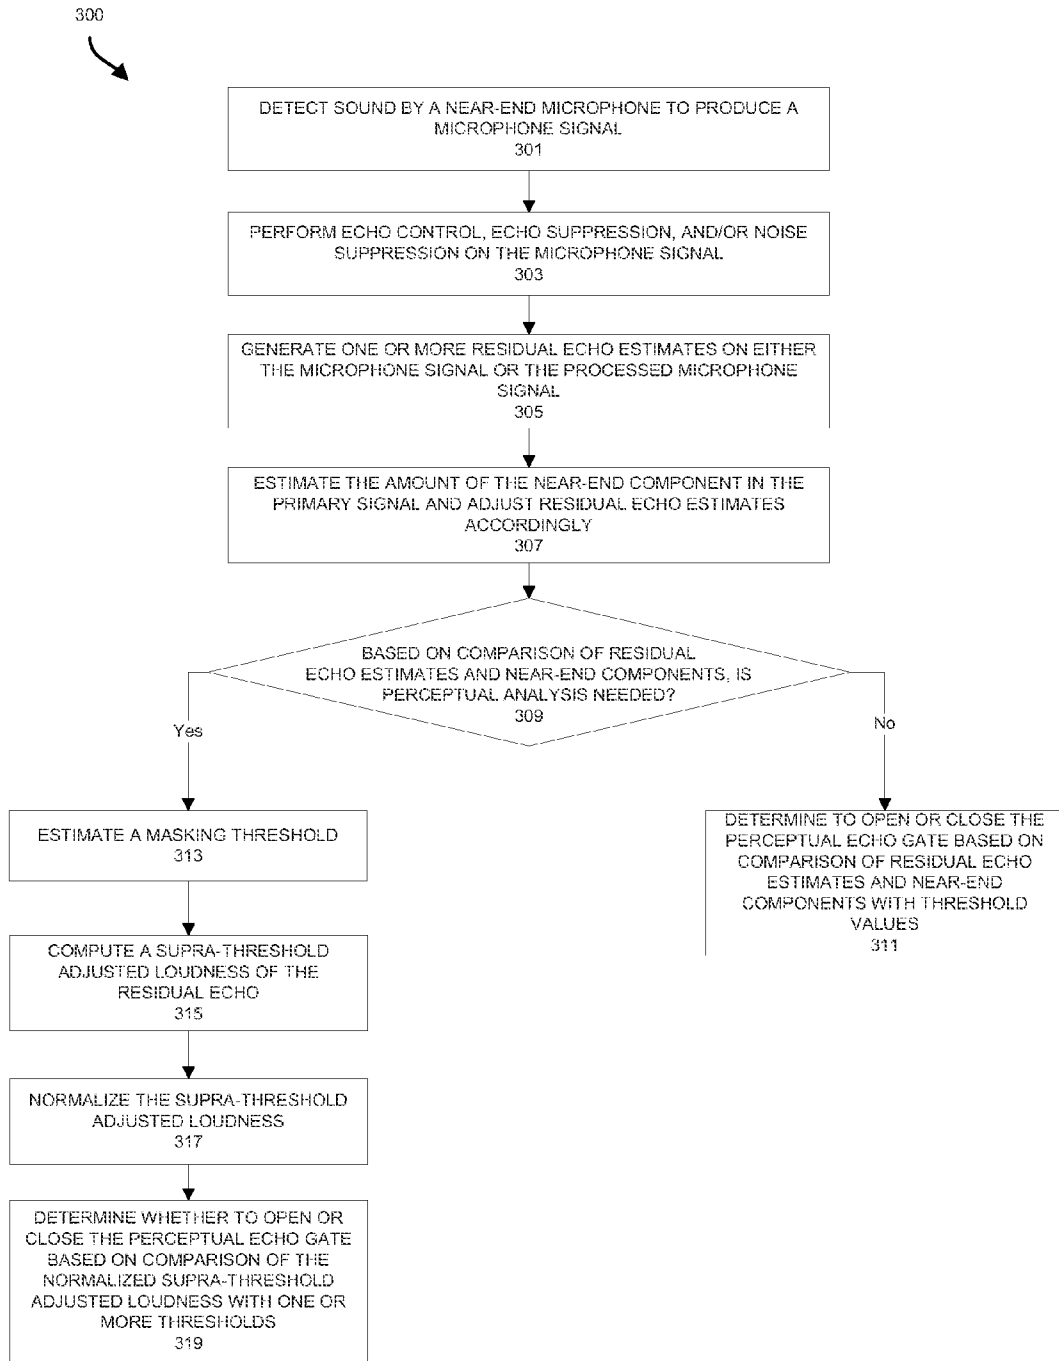 300
DETECT SOUND BY A NEAR-END MICROPHONE TO PRODUCE A
MICROPHONE SIGNAL
301
PERFORM ECHO CONTROL, ECHO SUPPRESSION, AND/OR NOISE
SUPPRESSION ON THE MICROPHONE SIGNAL
303
GENERATE ONE OR MORE RESIDUAL ECHO ESTIMATES ON EITHER
THE MICROPHONE SIGNAL OR THE PROCESSED MICROPHONE
SIGNAL
305
ESTIMATE THE AMOUNT OF THE NEAR-END COMPONENT IN THE
PRIMARY SIGNAL AND ADJUST RESIDUAL ECHO ESTIMATES
ACCORDINGLY
307
BASED ON COMPARISON OF RESIDUAL
ECHO ESTIMATES AND NEAR-END COMPONENTS, IS
PERCEPTUAL ANALYSIS NEEDED?
309
Yes
No
ESTIMATE A MASKING THRESHOLD
313
COMPUTE A SUPRA-THRESHOLD
ADJUSTED LOUDNESS OF THE
RESIDUAL ECHO
315
NORMALIZE THE SUPRA-THRESHOLD
ADJUSTED LOUDNESS
317
DETERMINE WHETHER TO OPEN OR
CLOSE THE PERCEPTUAL ECHO GATE
BASED ON COMPARISON OF THE
NORMALIZED SUPRA-THRESHOLD
ADJUSTED LOUDNESS WITH ONE OR
MORE THRESHOLDS
319
DETERMINE TO OPEN OR CLOSE THE
PERCEPTUAL ECHO GATE BASED ON
COMPARISON OF RESIDUAL ECHO
ESTIMATES AND NEAR-END
COMPONENTS WITH THRESHOLD
VALUES
311